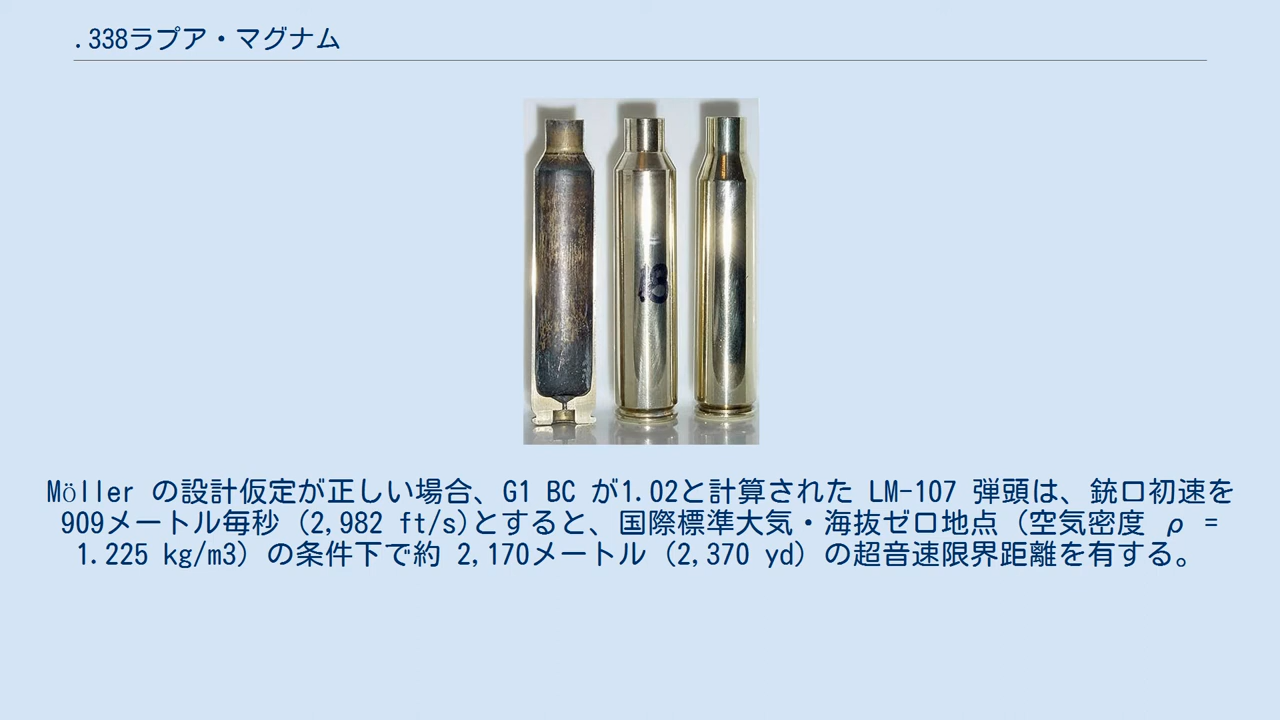 .338ラプア・マグナム
18
Möller の設計仮定が正しい場合、G1 BC が1.02と計算された LM-107 弾頭は、銃口初速を
909メートル毎秒 (2,982 ft/s)とすると、国際標準大気・海抜ゼロ地点 (空気密度 ρ =
1.225 kg/m3) の条件下で約 2,170メートル (2,370 yd) の超音速限界距離を有する。